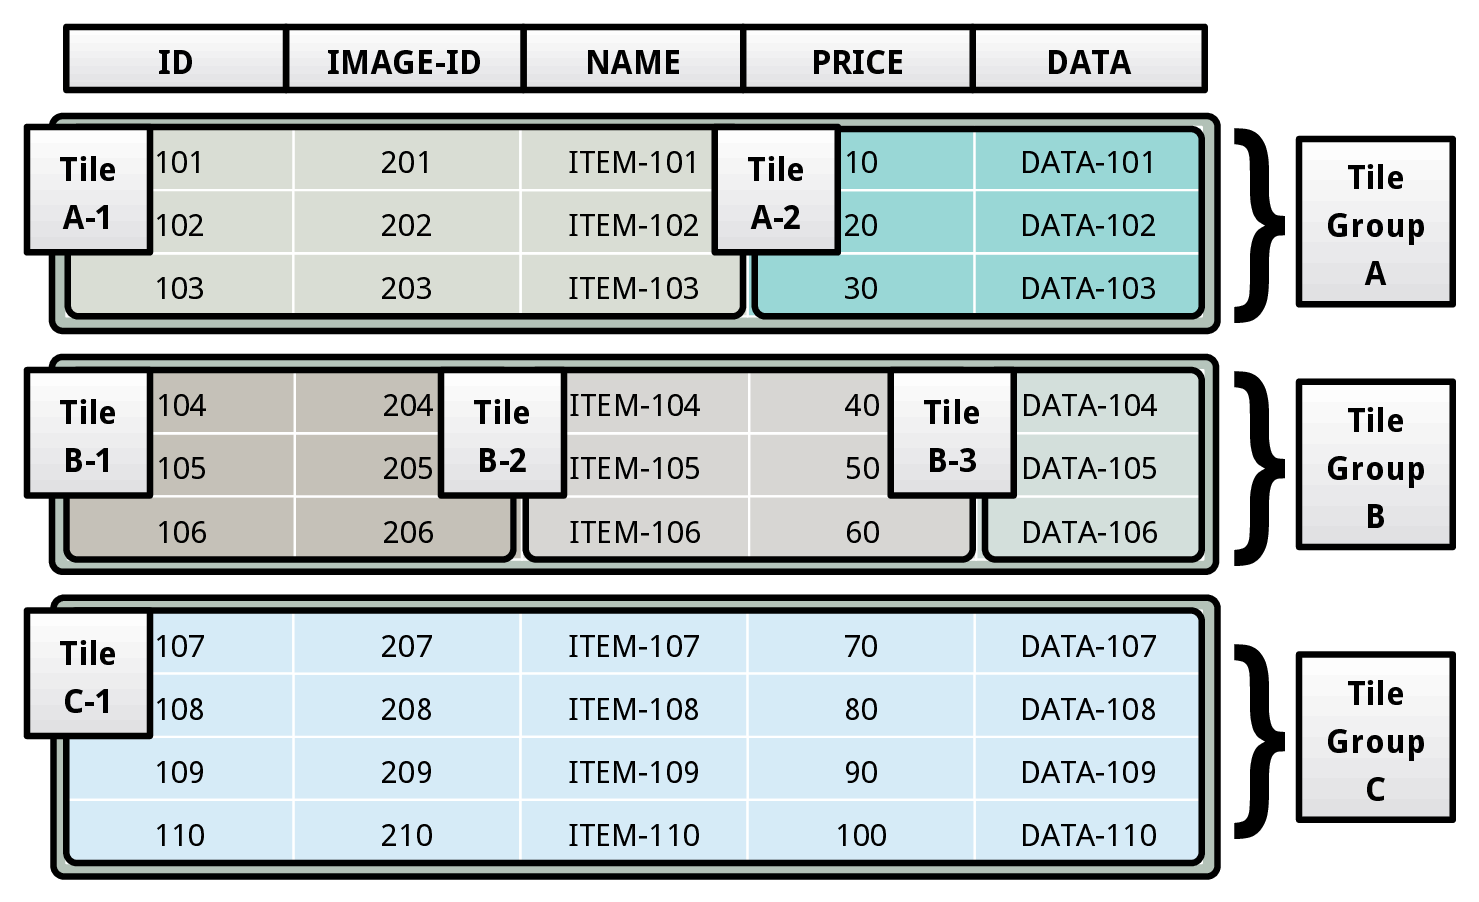 ID IMAGE-ID NAME PRICE DATA
Tile A-1
101 201 ITEM-101 10 DATA-101
102 202 ITEM-102 20 DATA-102
103 203 ITEM-103 30 DATA-103
Tile A-2
Tile Group A
Tile B-1
104 204 ITEM-104 40 DATA-104
105 205 ITEM-105 50 DATA-105
106 206 ITEM-106 60 DATA-106
Tile B-2
Tile B-3
Tile Group B
Tile C-1
107 207 ITEM-107 70 DATA-107
108 208 ITEM-108 80 DATA-108
109 209 ITEM-109 90 DATA-109
110 210 ITEM-110 100 DATA-110
Tile Group C